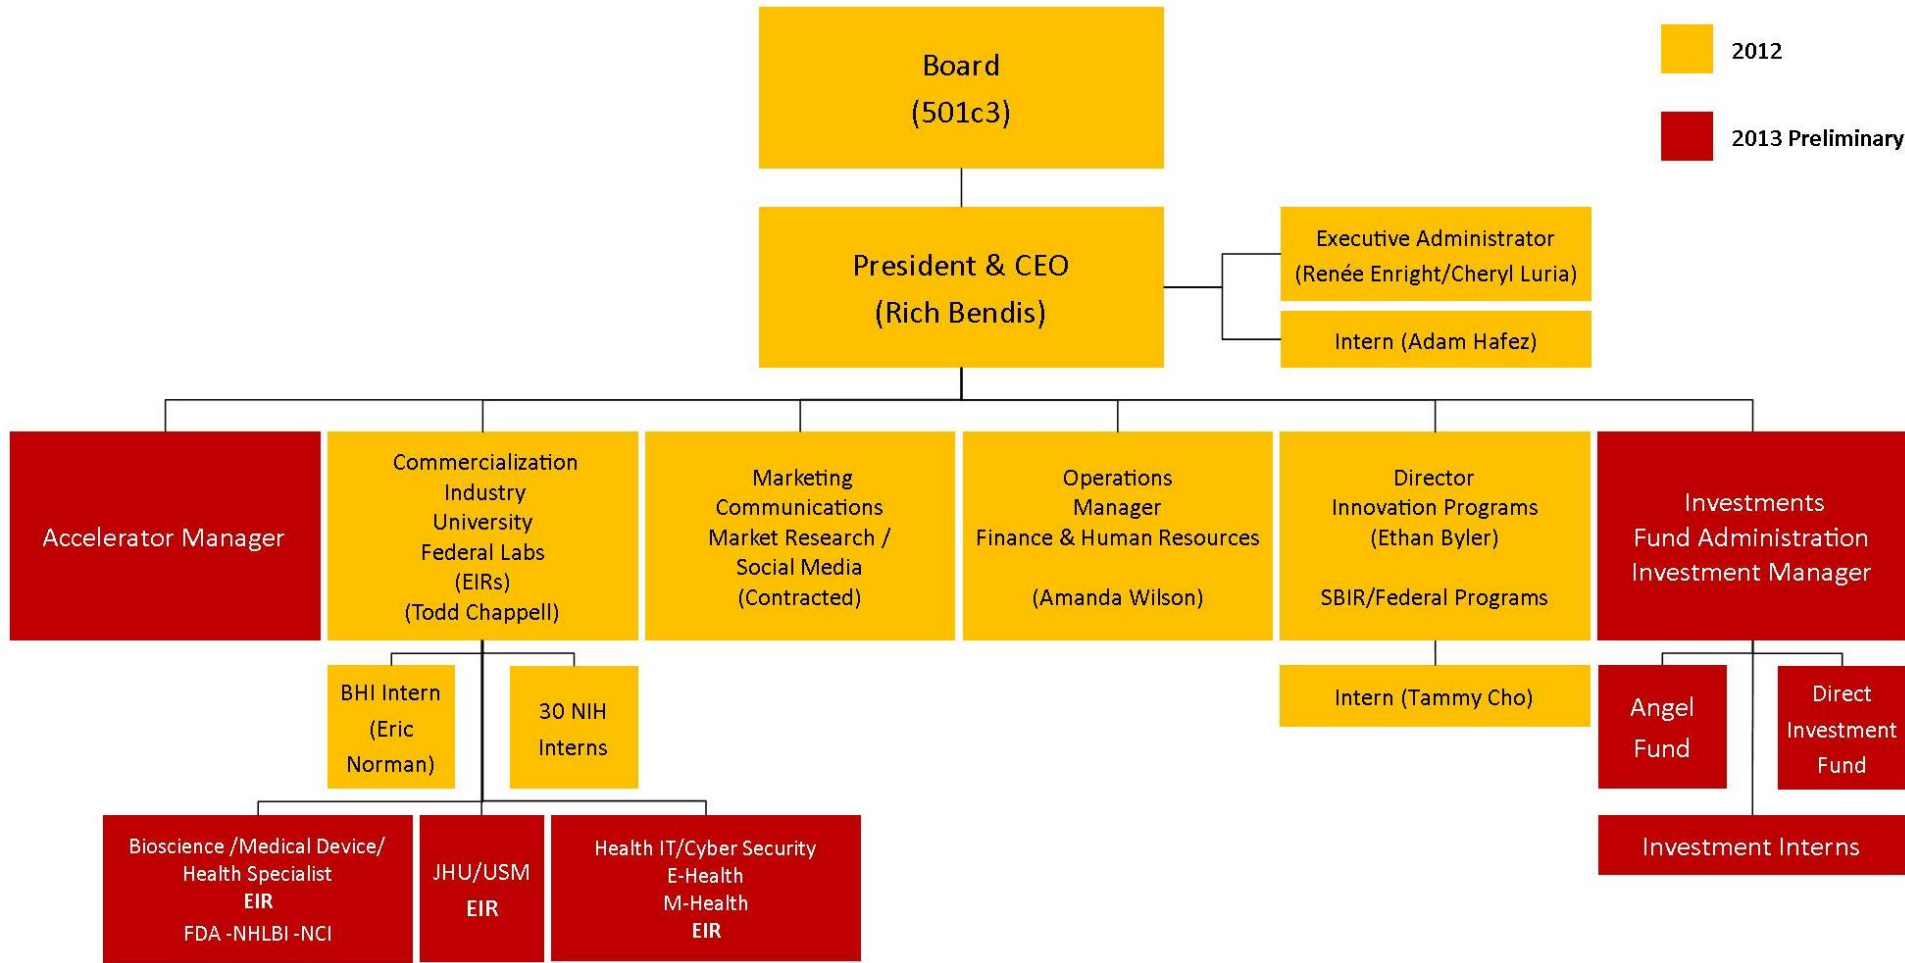 Board
(501c3)
2012
2013 Preliminary
President & CEO
(Rich Bendis)
Executive Administrator
(Renée Enright/Cheryl Luria)
Intern (Adam Hafez)
Accelerator Manager
Commercialization
Industry
University
Federal Labs
(EIRs)
(Todd Chappell)
Marketing
Communications
Market Research /
Social Media
(Contracted)
Operations
Manager
Finance & Human Resources
(Amanda Wilson)
Director
Innovation Programs
(Ethan Byler)
SBIR/Federal Programs
Investments
Fund Administration
Investment Manager
BHI Intern
(Eric
Norman)
30 NIH
Interns
Intern (Tammy Cho)
Angel
Fund
Direct
Investment
Fund
Bioscience /Medical Device/
Health Specialist
EIR
FDA -NHLBI -NCI
JHU/USM
EIR
Health IT/Cyber Security
E-Health
M-Health
EIR
Investment Interns